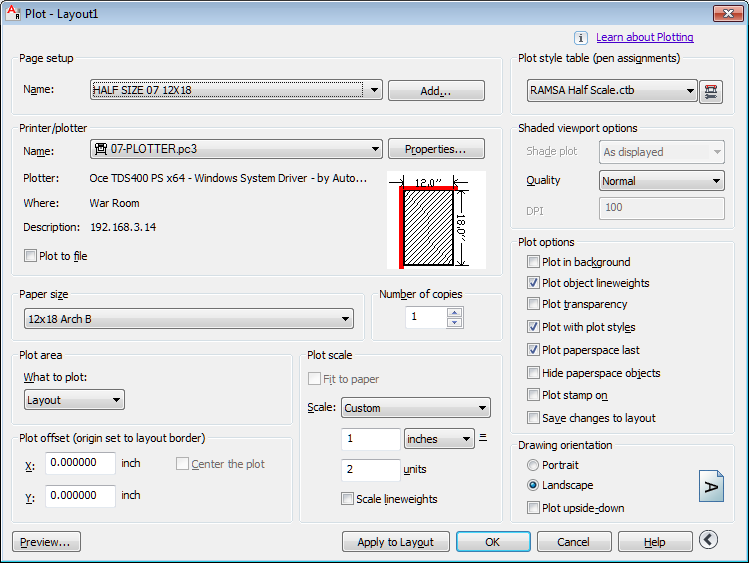 Plot - Layout1
Learn about Plotting
Page setup
Name: HALF SIZE 07 12X18 Add...
Plot style table (pen assignments)
RAMSA Half Scale.ctb
Printer/plotter
Name: 07-PLOTTER.pc3 Properties...
Plotter: Oce TDS400 PS x64 - Windows System Driver - by Auto...
Where: War Room
Description: 192.168.3.14
Plot to file
12.0''
18.0''
Shaded viewport options
Shade plot As displayed
Quality Normal
DPI 100
Paper size
12x18 Arch B
Number of copies
1
Plot options
Plot in background
Plot object lineweights
Plot transparency
Plot with plot styles
Plot paperspace last
Hide paperspace objects
Plot stamp on
Save changes to layout
Plot area
What to plot:
Layout
Plot scale
Fit to paper
Scale: Custom
1 inches =
2 units
Scale lineweights
Plot offset (origin set to layout border)
X: 0.000000 inch Center the plot
Y: 0.000000 inch
Drawing orientation
Portrait
Landscape
Plot upside-down
A
Preview... Apply to Layout OK Cancel Help